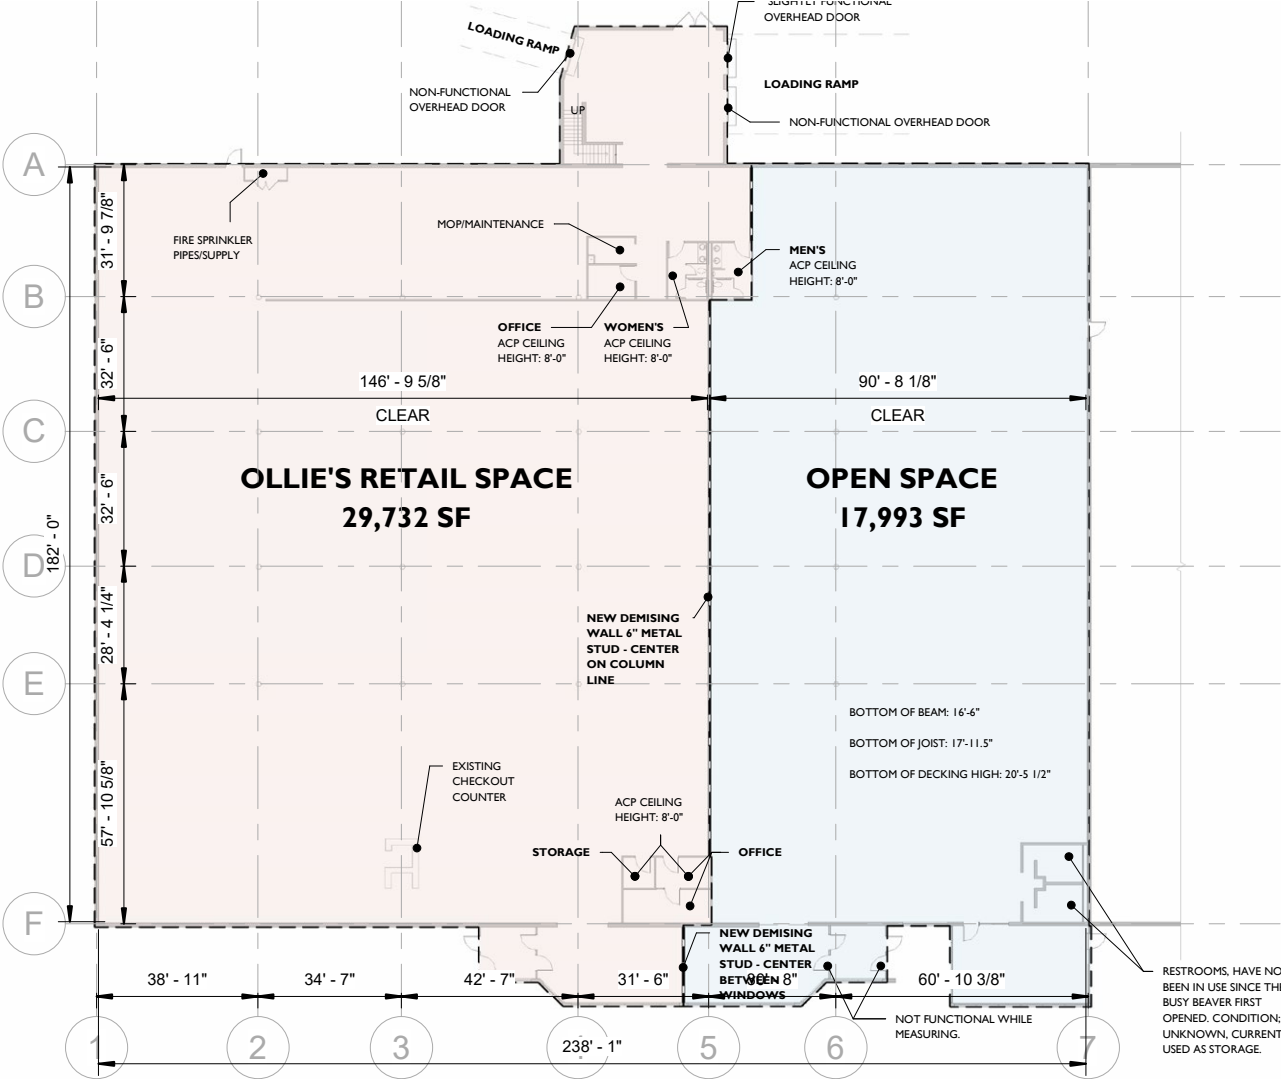 SLIGHTLY FUNCTIONAL
OVERHEAD DOOR
LOADING RAMP
LOADING RAMP
NON-FUNCTIONAL
OVERHEAD DOOR
UP
NON-FUNCTIONAL OVERHEAD DOOR
A
31' - 9 7/8"
FIRE SPRINKLER
PIPES/SUPPLY
MOP/MAINTENANCE
MEN'S
ACP CEILING
HEIGHT: 8'-0"
B
OFFICE
ACP CEILING
HEIGHT: 8'-0"
WOMEN'S
ACP CEILING
HEIGHT: 8'-0"
32' - 6"
146' - 9 5/8"
CLEAR
90' - 8 1/8"
CLEAR
C
OLLIE'S RETAIL SPACE
29,732 SF
OPEN SPACE
17,993 SF
32' - 6"
182' - 0"
D
28' - 4 1/4"
NEW DEMISING
WALL 6" METAL
STUD - CENTER
ON COLUMN
LINE
E
BOTTOM OF BEAM: 16'-6"
BOTTOM OF JOIST: 17'-11.5"
BOTTOM OF DECKING HIGH: 20'-5 1/2"
57' - 10 5/8"
EXISTING
CHECKOUT
COUNTER
ACP CEILING
HEIGHT: 8'-0"
STORAGE
OFFICE
F
NEW DEMISING
WALL 6" METAL
STUD - CENTER
BETWEEN
WINDOWS
38' - 11"
34' - 7"
42' - 7"
31' - 6"
8"
60' - 10 3/8"
RESTROOMS, HAVE NO
BEEN IN USE SINCE THE
BUSY BEAVER FIRST
OPENED. CONDITION;
UNKNOWN, CURRENT
USED AS STORAGE.
NOT FUNCTIONAL WHILE
MEASURING.
1
2
3
238' - 1"
5
6
7